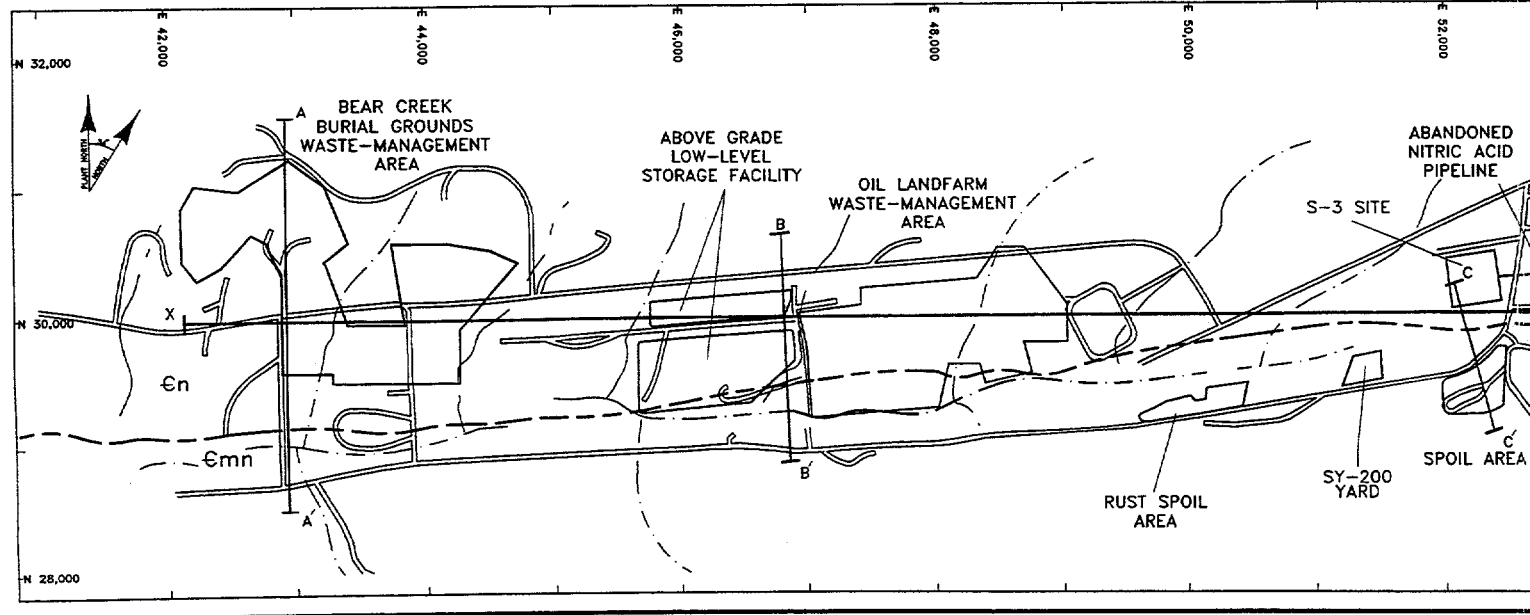 E 42,000
E 44,000
E 46,000
E 48,000
E 50,000
E 52,000
N 32,000
PLANT NORTH
NORTH
A
BEAR CREEK
BURIAL GROUNDS
WASTE-MANAGEMENT
AREA
ABOVE GRADE
LOW-LEVEL
STORAGE FACILITY
OIL LANDFARM
WASTE-MANAGEMENT
AREA
ABANDONED
NITRIC ACID
PIPELINE
S-3 SITE
B
C
X
N 30,000
Єn
Єmn
B'
C'
SPOIL AREA
SY-200
YARD
RUST SPOIL
AREA
A'
N 28,000